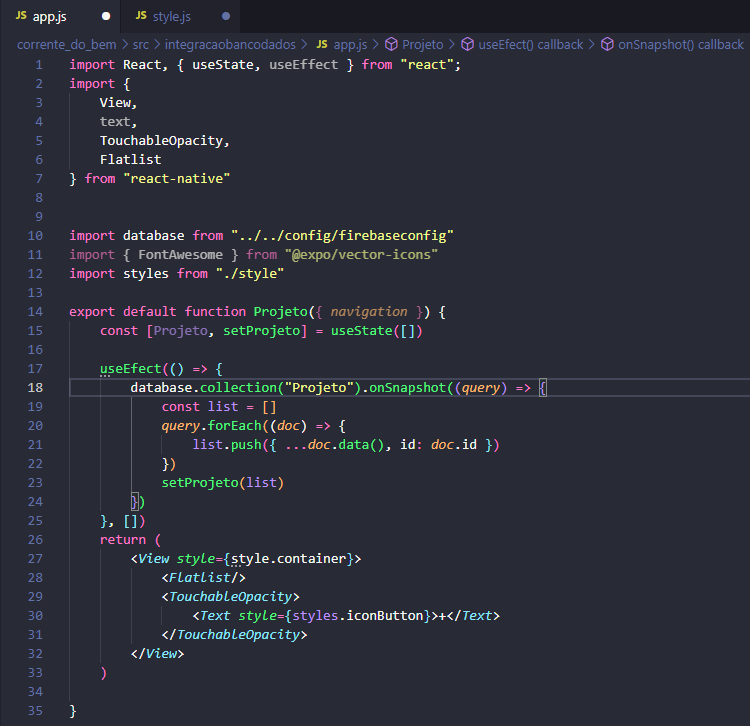 JS app.js ● JS style.js ●
corrente_do_bem > src > integracaobancodados > JS app.js > Projeto > useEfect() callback > onSnapshot() callback
1 import React, { useState, useEffect } from "react";
2 import {
3 View,
4 text,
5 TouchableOpacity,
6 Flatlist
7 } from "react-native"
8
9
10 import database from "../../config/firebaseconfig"
11 import { FontAwesome } from "@expo/vector-icons"
12 import styles from "./style"
13
14 export default function Projeto({ navigation }) {
15 const [Projeto, setProjeto] = useState([])
16
17 useEfect(() => {
18 database.collection("Projeto").onSnapshot((query) => {
19 const list = []
20 query.forEach((doc) => {
21 list.push({ ...doc.data(), id: doc.id })
22 })
23 setProjeto(list)
24 })
25 }, [])
26 return (
27 <View style={style.container}>
28 <Flatlist/>
29 <TouchableOpacity>
30 <Text style={styles.iconButton}>+</Text>
31 </TouchableOpacity>
32 </View>
33 )
34
35 }